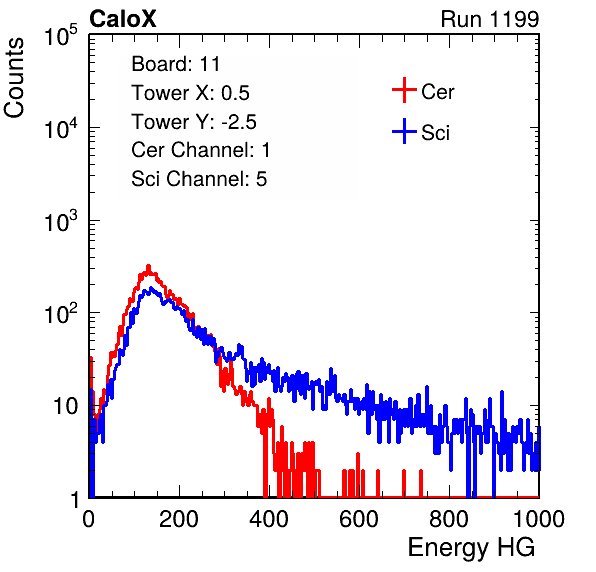 CaloX Run 1199
Counts
Board: 11
Tower X: 0.5
Tower Y: -2.5
Cer Channel: 1
Sci Channel: 5
Cer
Sci
10^5
10^4
10^3
10^2
10
1
0 200 400 600 800 1000
Energy HG